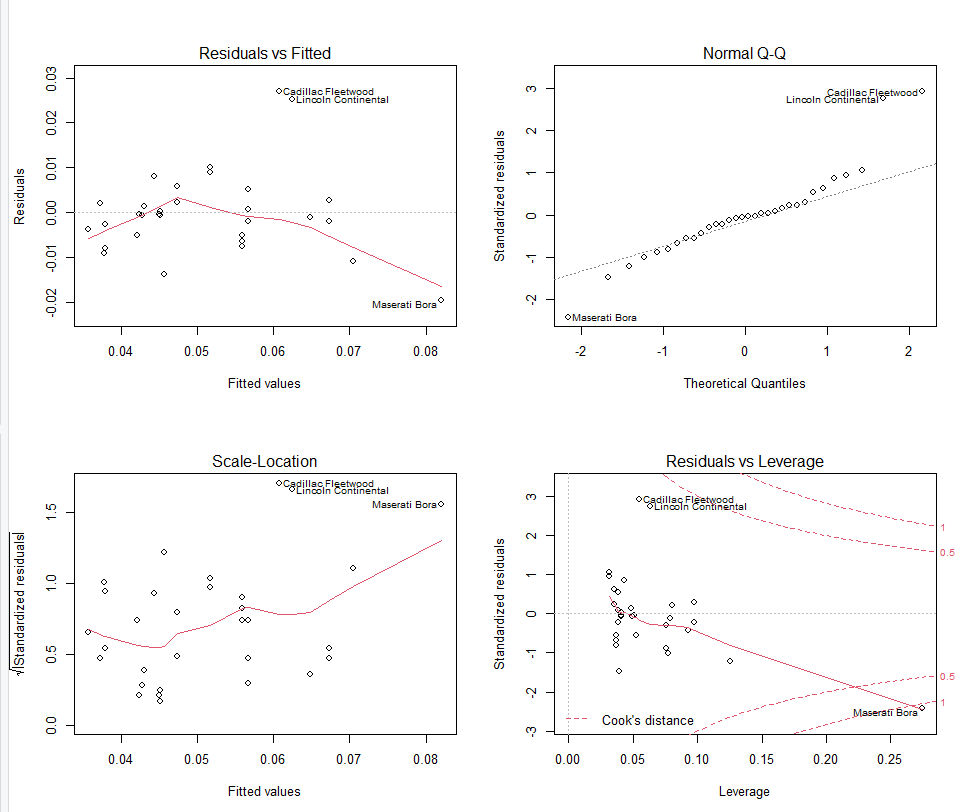 Residuals vs Fitted
Residuals
0.03
0.02
0.01
0.00
-0.01
-0.02
Cadillac Fleetwood
Lincoln Continental
Maserati Bora
0.04 0.05 0.06 0.07 0.08
Fitted values
Normal Q-Q
Standardized residuals
3
2
1
0
-1
-2
Cadillac Fleetwood
Lincoln Continental
Maserati Bora
-2 -1 0 1 2
Theoretical Quantiles
Scale-Location
√|Standardized residuals|
1.5
1.0
0.5
0.0
Cadillac Fleetwood
Lincoln Continental
Maserati Bora
0.04 0.05 0.06 0.07 0.08
Fitted values
Residuals vs Leverage
Standardized residuals
3
2
1
0
-1
-2
-3
Cadillac Fleetwood
Lincoln Continental
1
0.5
0.5
1
Maserati Bora
Cook's distance
0.00 0.05 0.10 0.15 0.20 0.25
Leverage